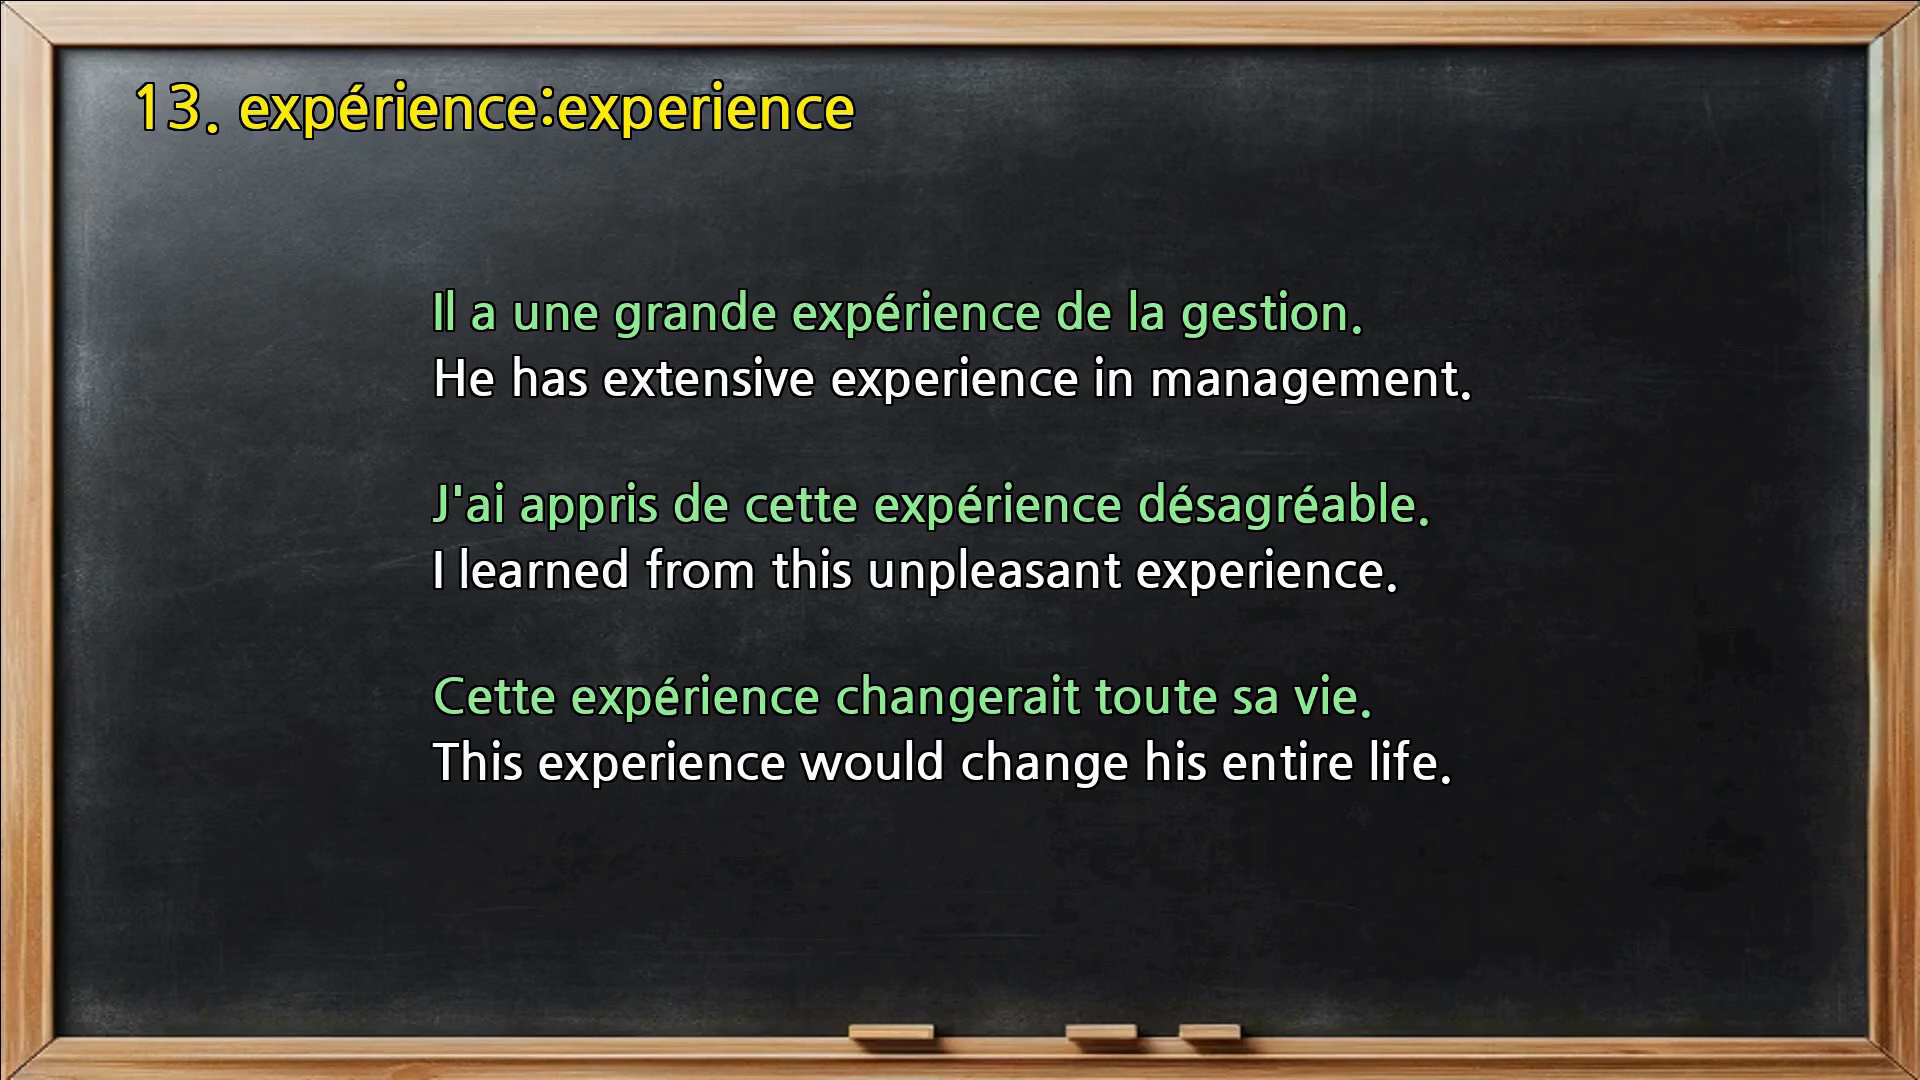 13. expérience:experience
Il a une grande expérience de la gestion.
He has extensive experience in management.
J'ai appris de cette expérience désagréable.
I learned from this unpleasant experience.
Cette expérience changerait toute sa vie.
This experience would change his entire life.